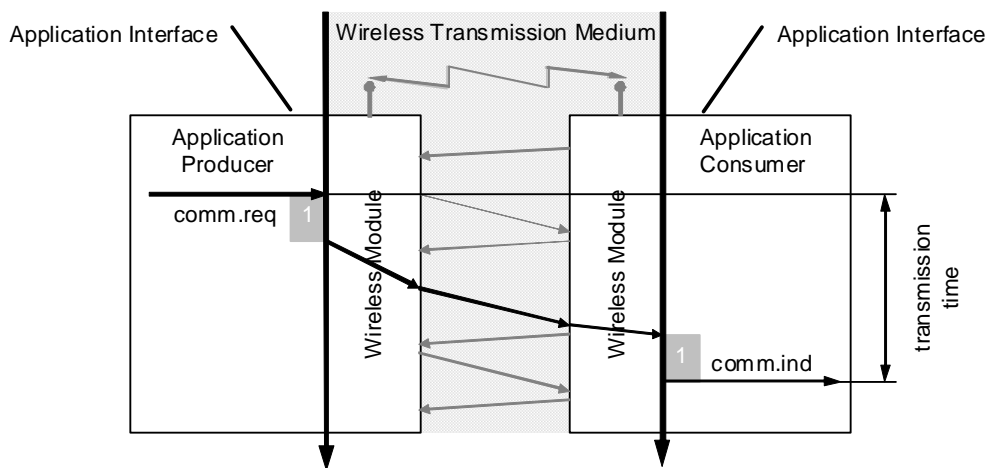 Application Interface
Wireless Transmission Medium
Application Interface
Application
Producer
Application
Consumer
comm.req
1
Wireless Module
Wireless Module
1
comm.ind
transmission
time